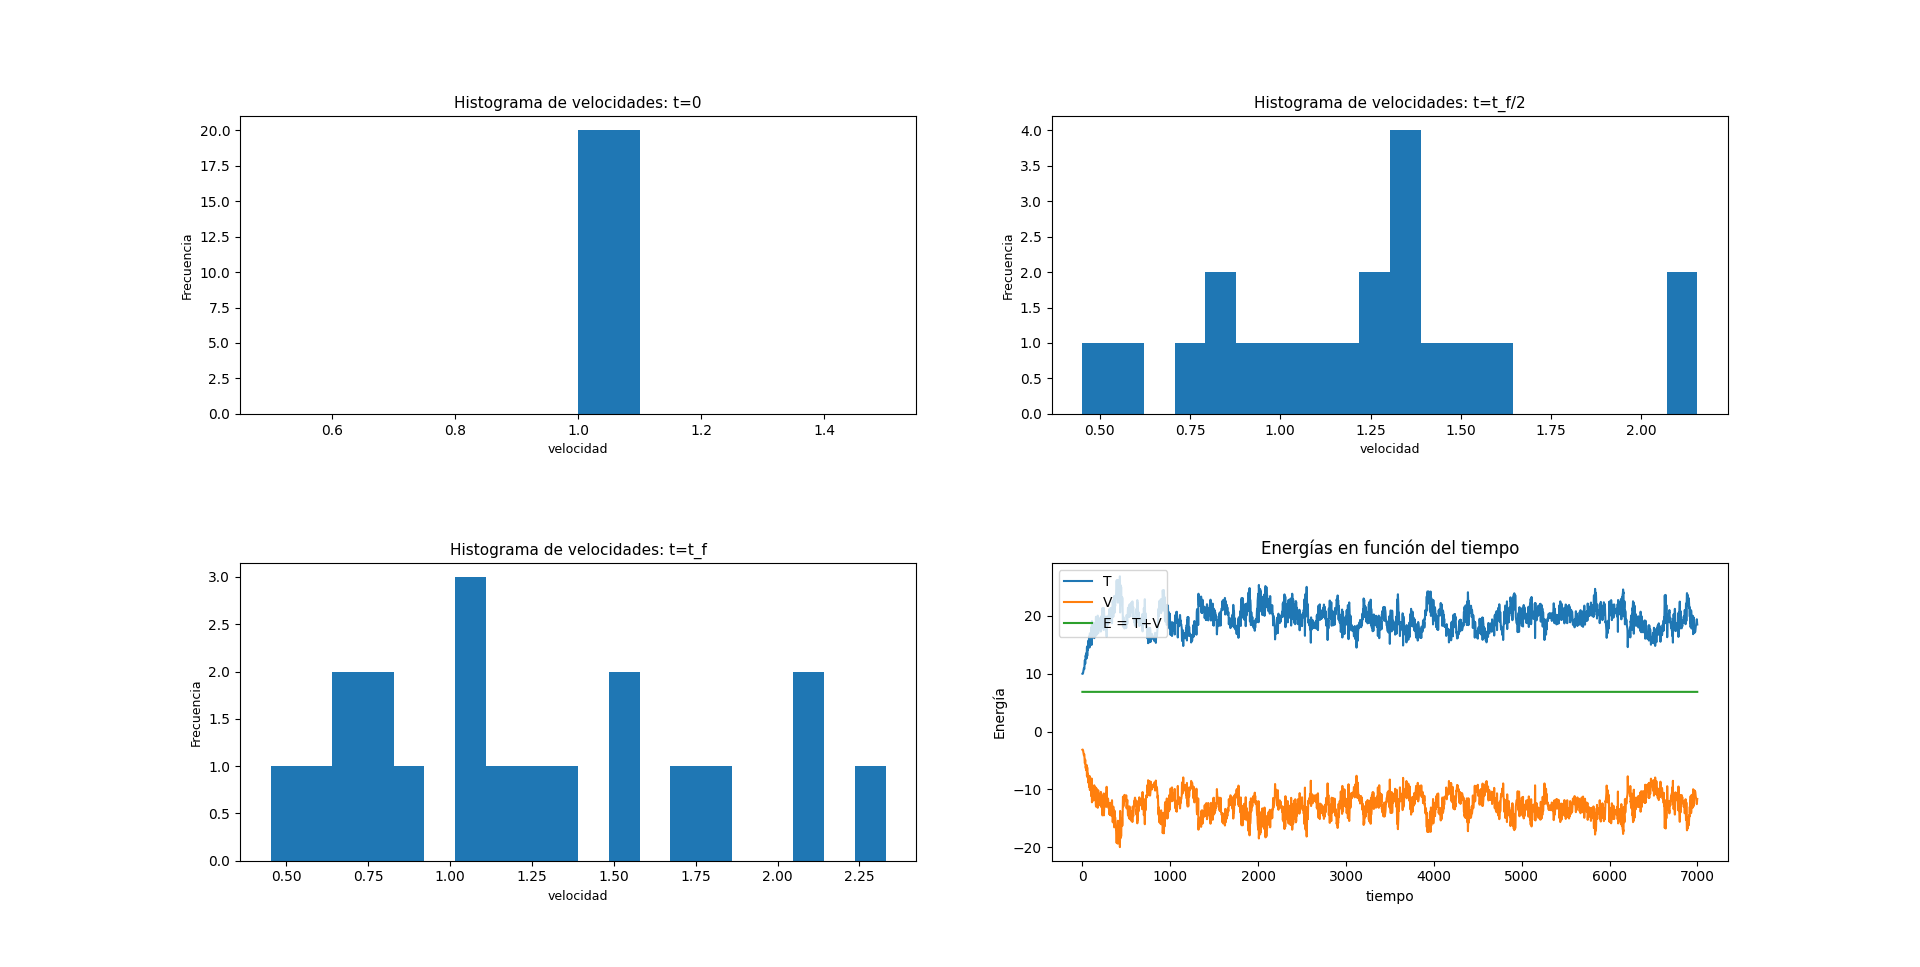 Histograma de velocidades: t=0
20.0
17.5
15.0
12.5
10.0
7.5
5.0
2.5
0.0
Frecuencia
0.6 0.8 1.0 1.2 1.4
velocidad
Histograma de velocidades: t=t_f/2
4.0
3.5
3.0
2.5
2.0
1.5
1.0
0.5
0.0
Frecuencia
0.50 0.75 1.00 1.25 1.50 1.75 2.00
velocidad
Histograma de velocidades: t=t_f
3.0
2.5
2.0
1.5
1.0
0.5
0.0
Frecuencia
0.50 0.75 1.00 1.25 1.50 1.75 2.00 2.25
velocidad
Energías en función del tiempo
T
V
E = T+V
20
10
0
−10
−20
Energía
0 1000 2000 3000 4000 5000 6000 7000
tiempo